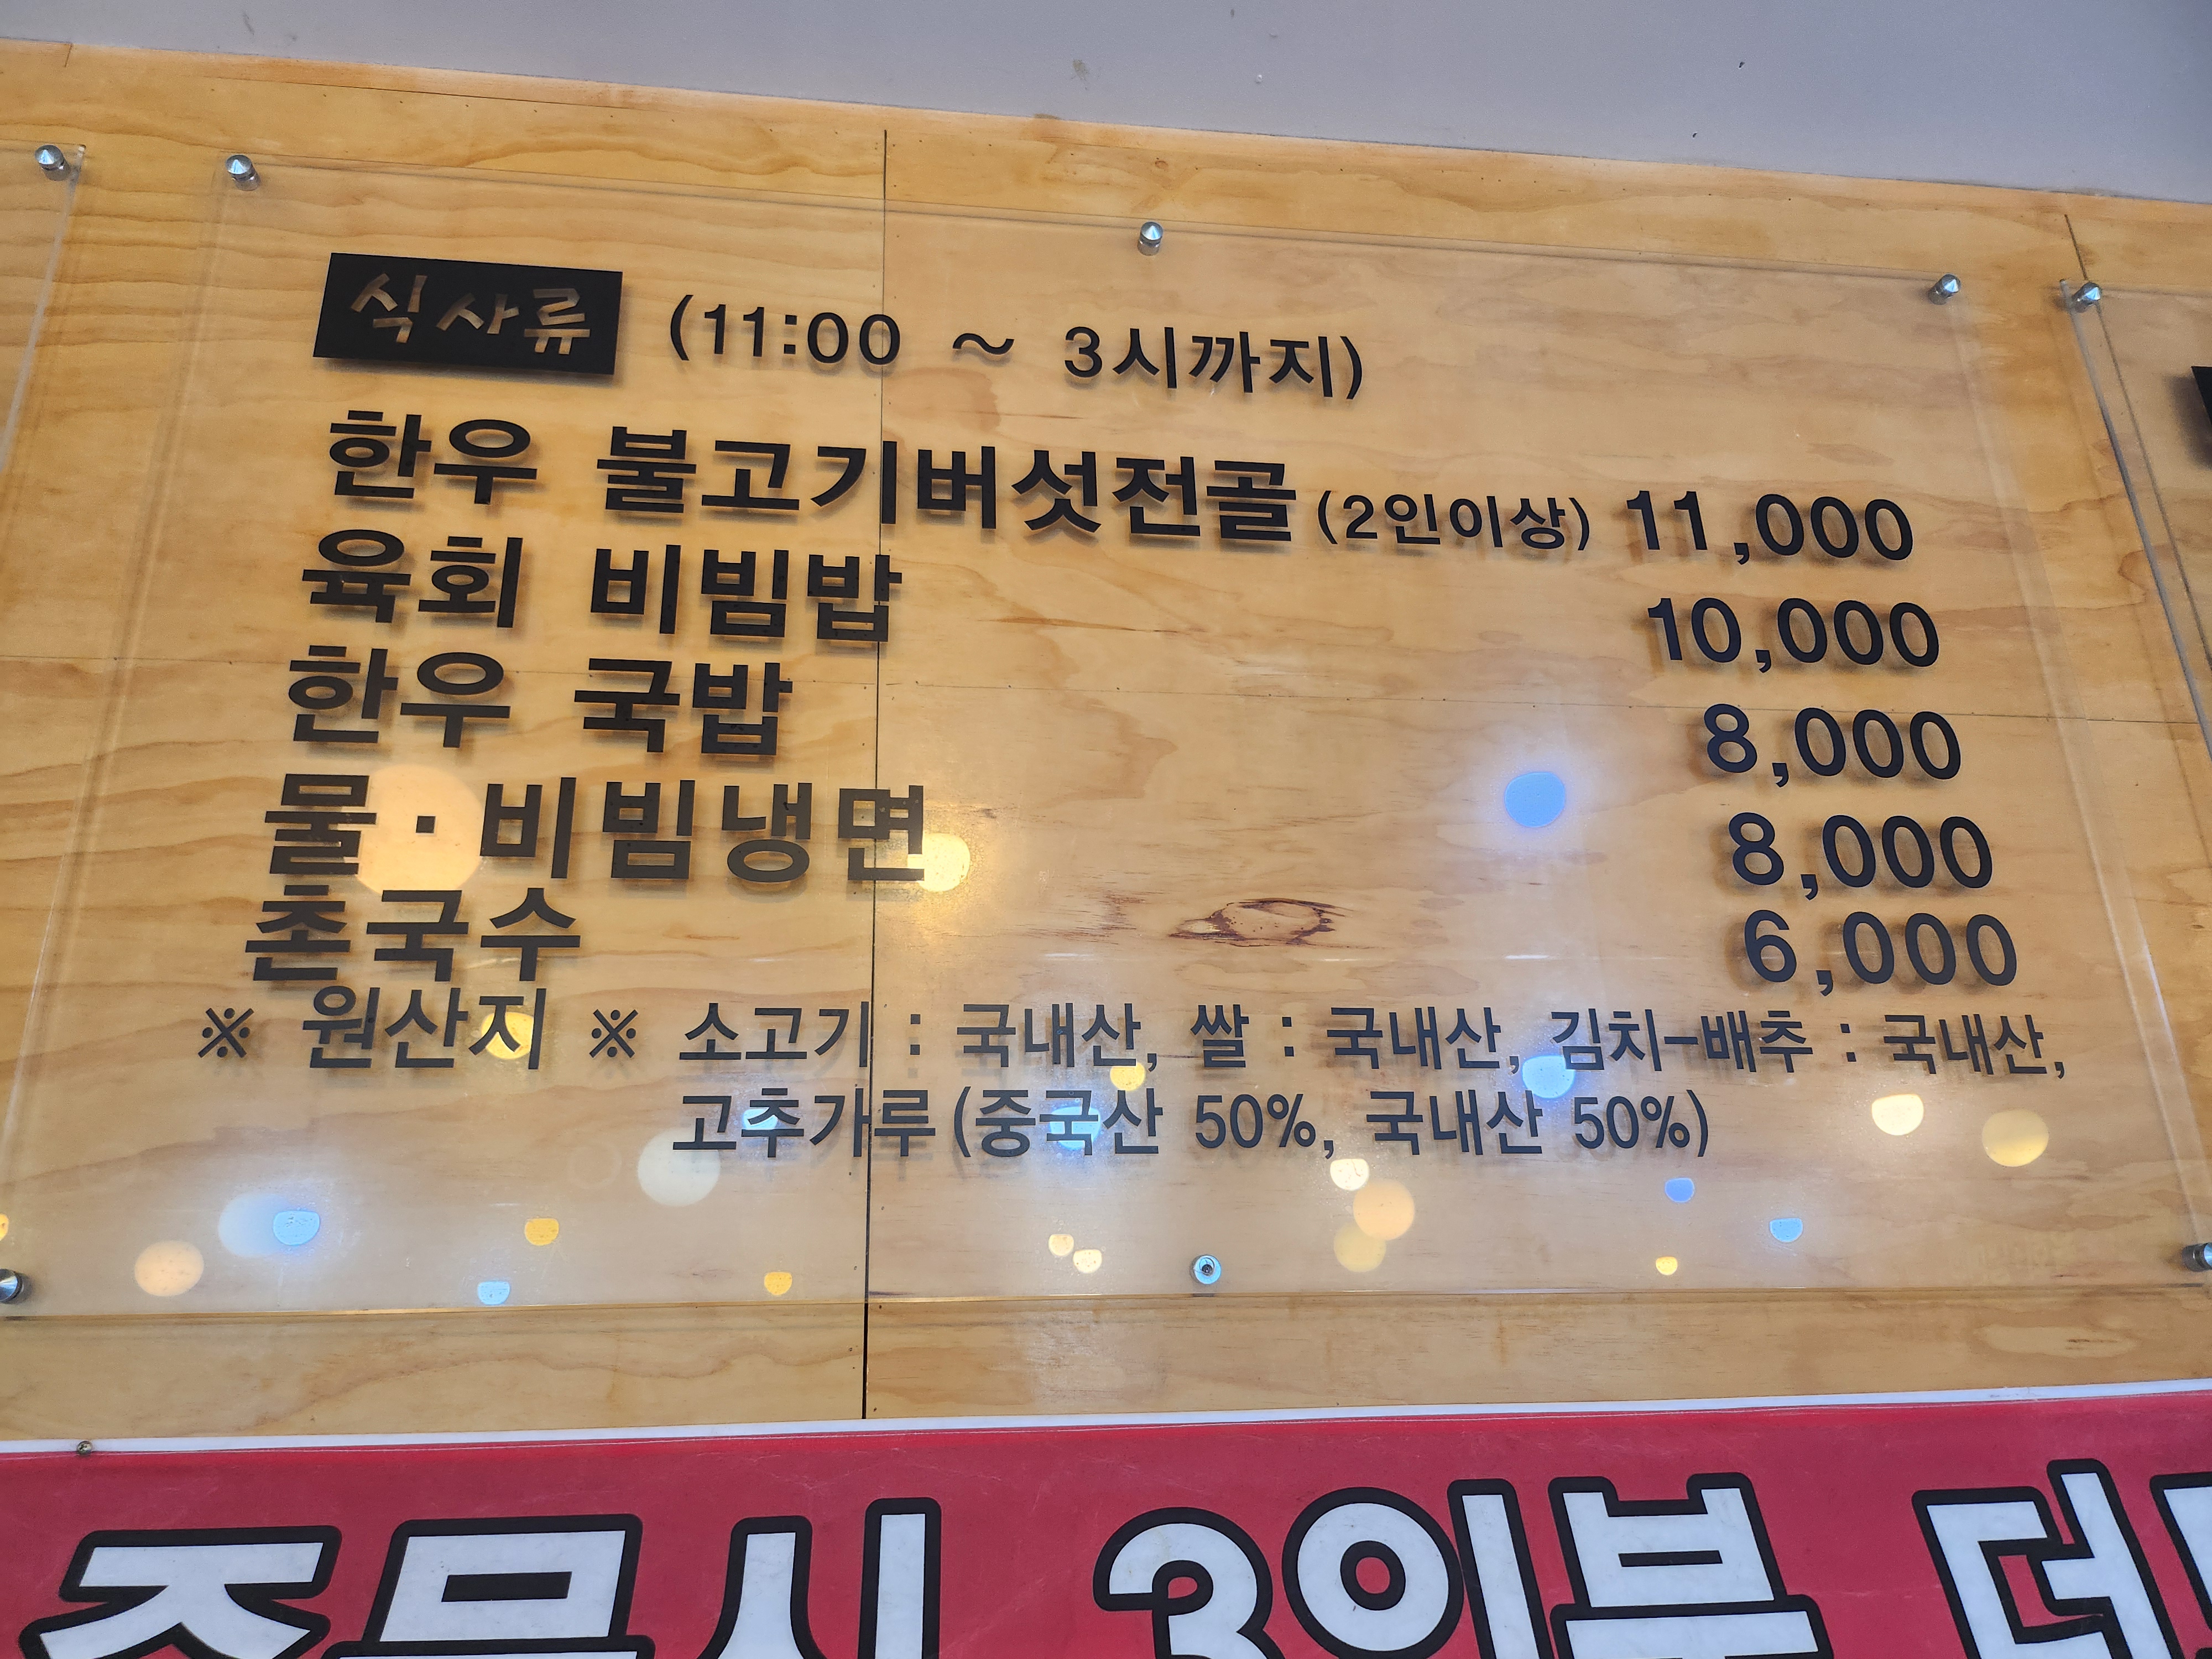 식사류 (11:00 ~ 3시까지)
한우 불고기버섯전골 (2인이상) 11,000
육회 비빔밥 10,000
한우 국밥 8,000
물·비빔냉면 8,000
촌국수 6,000
※ 원산지 ※ 소고기 : 국내산, 쌀 : 국내산, 김치-배추 : 국내산,
고추가루 (중국산 50%, 국내산 50%)
3인분